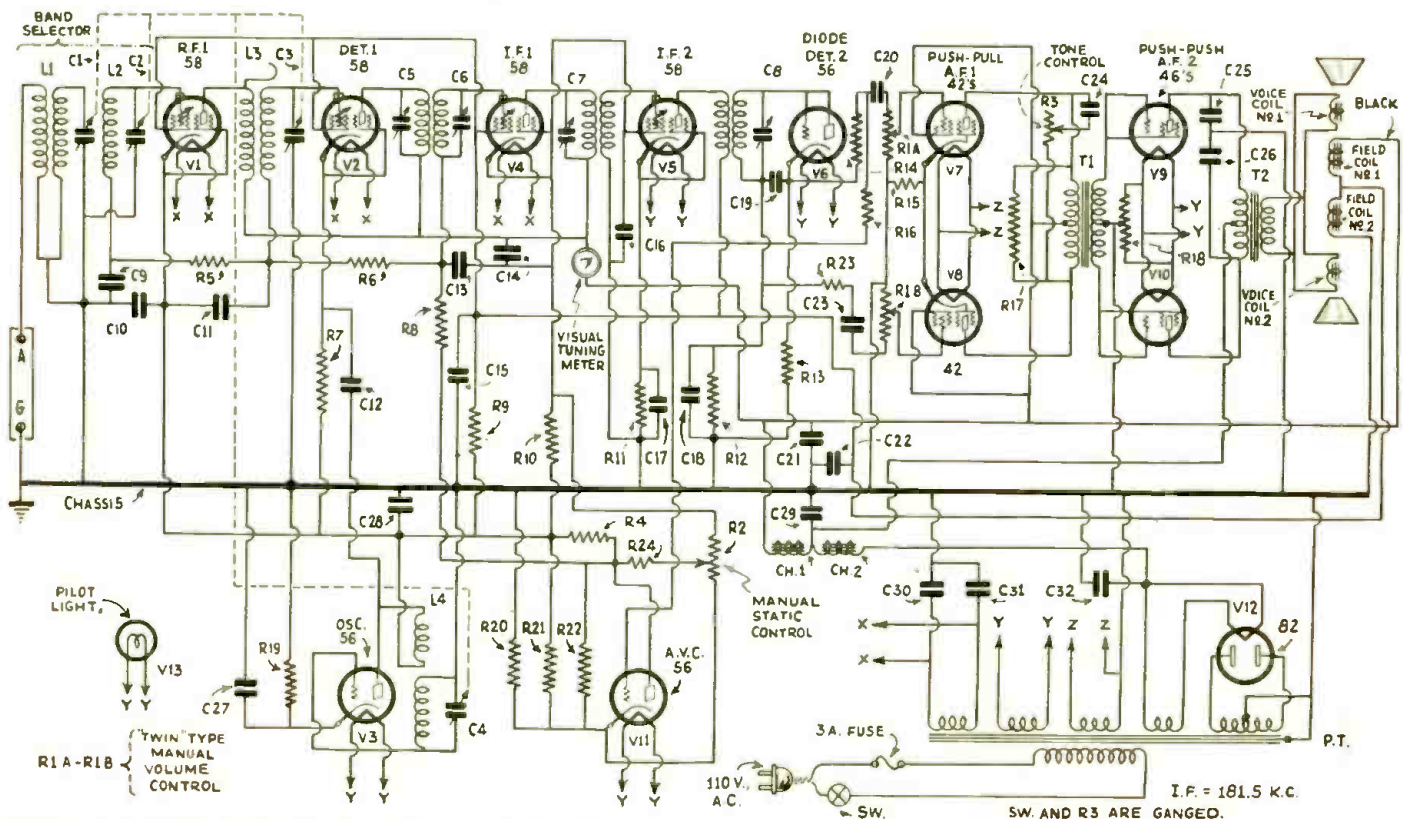 BAND
SELECTOR
C1
C2
L1
L2
R.F.1
58
L3
C3
DET.1
58
C5
C6
I.F.1
58
C7
I.F.2
58
C8
DIODE
DET.2
56
C20
PUSH-PULL
A.F.1
42'S
TONE
CONTROL
C24
R3
PUSH-PUSH
A.F.2
46'S
C25
VOICE
COIL
NO.1
BLACK
V1
V2
V4
V5
V6
C19
R1A
R14
R15
R16
V7
T1
V9
C26
T2
FIELD
COIL
NO.1
FIELD
COIL
NO.2
X X
X X
X X
Y Y
Y Y
Z
Z
Y
Y
C9
R5
R6
C13
C14
C16
R23
C23
R18
V8
R17
V10
R18
VOICE
COIL
NO.2
C10
C11
R7
C12
R8
C15
R9
VISUAL
TUNING
METER
R13
42
A
G
R10
R11
C17
C18
R12
C21
C22
CHASSIS
C28
R4
R24
R2
C29
CH.1
CH.2
MANUAL
STATIC
CONTROL
C30
C31
C32
V12
82
PILOT
LIGHT
V13
Y Y
R19
C27
OSC.
56
L4
C4
V3
Y Y
R20
R21
R22
A.V.C.
56
V11
Y Y
X
X
Y Y Z Z
P.T.
R1A-R1B
"TWIN" TYPE
MANUAL
VOLUME
CONTROL
3A. FUSE
110 V.,
A.C.
SW.
I.F. = 181.5 K.C.
SW. AND R3 ARE GANGED.